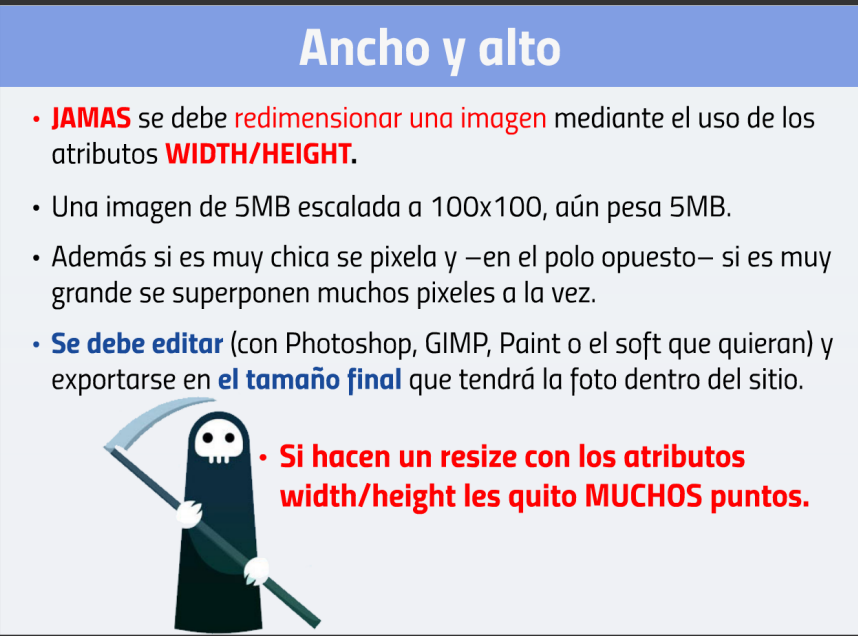 Ancho y alto
• JAMAS se debe redimensionar una imagen mediante el uso de los
atributos WIDTH/HEIGHT.
• Una imagen de 5MB escalada a 100x100, aún pesa 5MB.
• Además si es muy chica se pixela y –en el polo opuesto– si es muy
grande se superponen muchos pixeles a la vez.
• Se debe editar (con Photoshop, GIMP, Paint o el soft que quieran) y
exportarse en el tamaño final que tendrá la foto dentro del sitio.
• Si hacen un resize con los atributos
width/height les quito MUCHOS puntos.